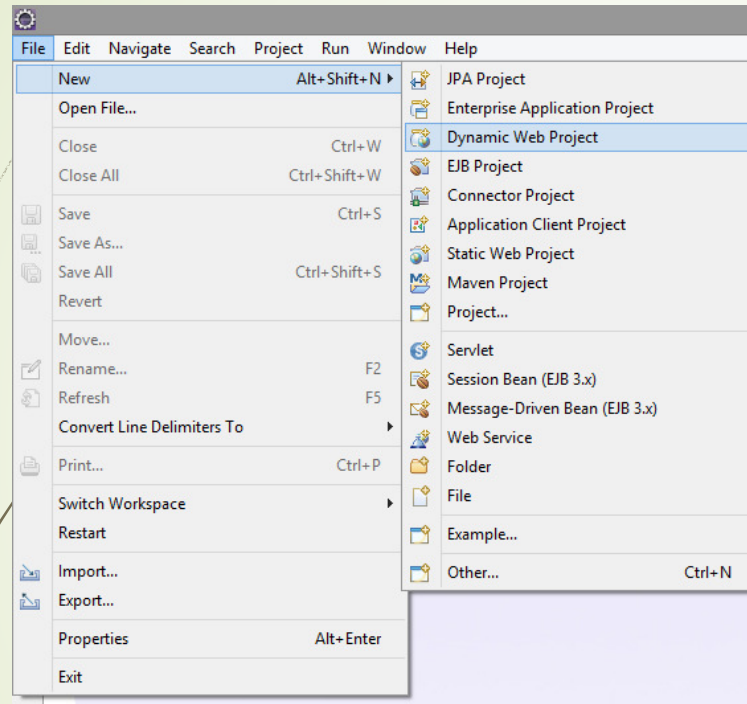 File Edit Navigate Search Project Run Window Help
New Alt+Shift+N
Open File...
Close Ctrl+W
Close All Ctrl+Shift+W
Save Ctrl+S
Save As...
Save All Ctrl+Shift+S
Revert
Move...
Rename... F2
Refresh F5
Convert Line Delimiters To
Print... Ctrl+P
Switch Workspace
Restart
Import...
Export...
Properties Alt+Enter
Exit
JPA Project
Enterprise Application Project
Dynamic Web Project
EJB Project
Connector Project
Application Client Project
Static Web Project
Maven Project
Project...
Servlet
Session Bean (EJB 3.x)
Message-Driven Bean (EJB 3.x)
Web Service
Folder
File
Example...
Other... Ctrl+N